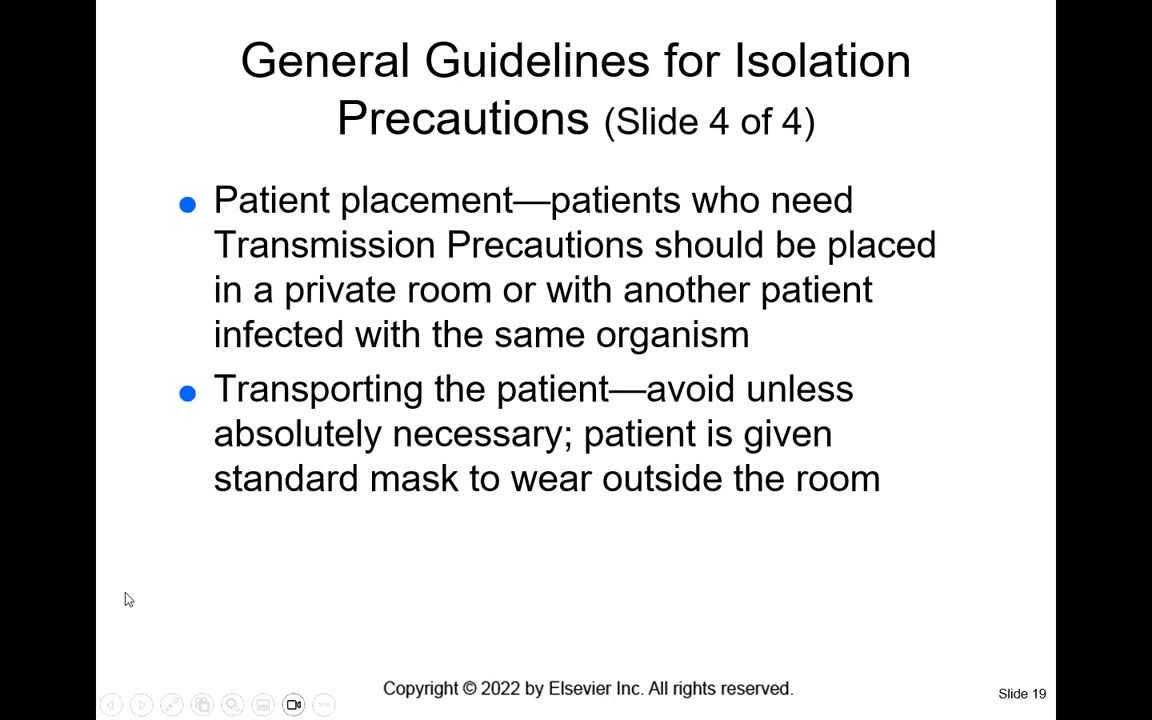 General Guidelines for Isolation
Precautions (Slide 4 of 4)
Patient placement—patients who need
Transmission Precautions should be placed
in a private room or with another patient
infected with the same organism
Transporting the patient—avoid unless
absolutely necessary; patient is given
standard mask to wear outside the room
Copyright © 2022 by Elsevier Inc. All rights reserved.
Slide 19